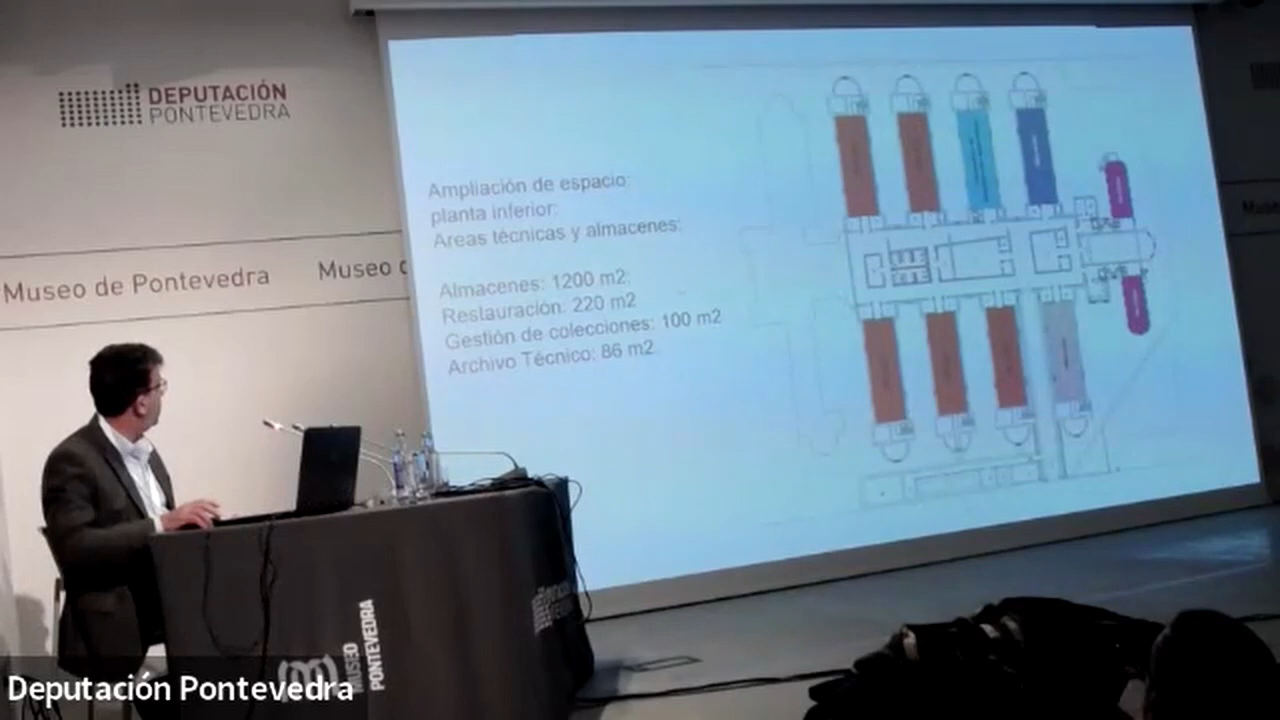 DEPUTACIÓN
PONTEVEDRA
Museo de Pontevedra
Museo
Ampliación de espacio:
planta inferior:
Areas técnicas y almacenes:
Almacenes: 1200 m2:
Restauración: 220 m2
Gestión de colecciones: 100 m2
Archivo Técnico: 86 m2
MUSEO
PONTEVEDRA
Deputación Pontevedra